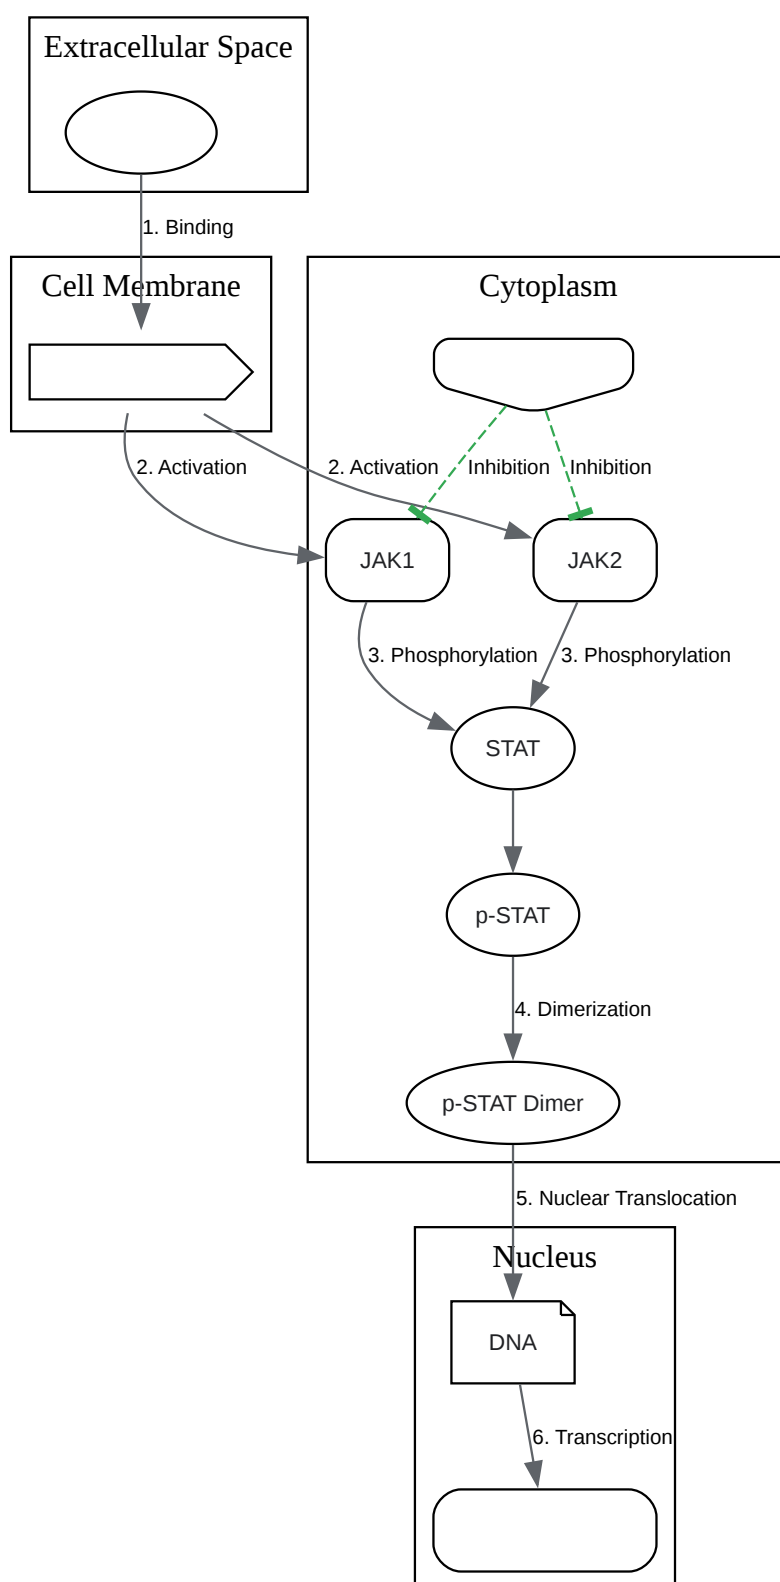 Extracellular Space
1. Binding
Cell Membrane
Cytoplasm
2. Activation
2. Activation
Inhibition
Inhibition
JAK1
JAK2
3. Phosphorylation
3. Phosphorylation
STAT
p-STAT
4. Dimerization
p-STAT Dimer
5. Nuclear Translocation
Nucleus
DNA
6. Transcription